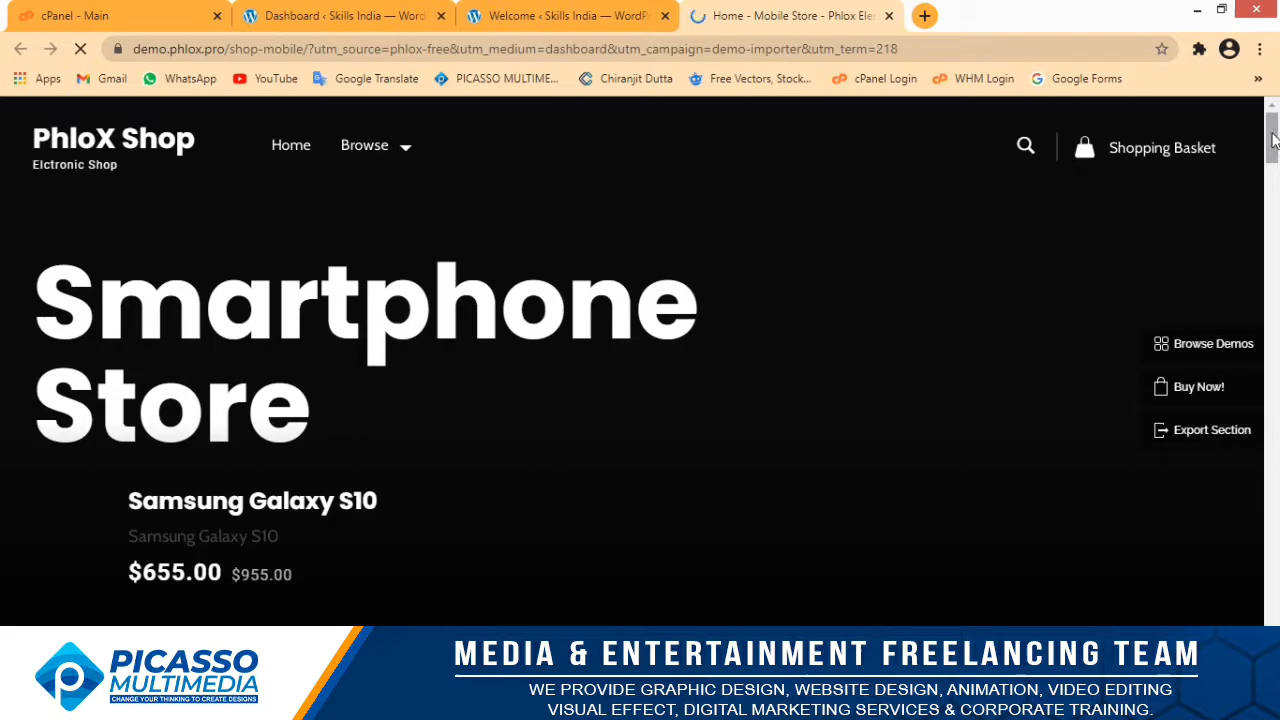 cPanel - Main
Dashboard ‹ Skills India — Word
Welcome ‹ Skills India — WordP
Home - Mobile Store - Phlox Ele
demo.phlox.pro/shop-mobile/?utm_source=phlox-free&utm_medium=dashboard&utm_campaign=demo-importer&utm_term=218
Apps
Gmail
WhatsApp
YouTube
Google Translate
PICASSO MULTIME...
Chiranjit Dutta
Free Vectors, Stock...
cPanel Login
WHM Login
Google Forms
PhloX Shop
Elctronic Shop
Home
Browse
Shopping Basket
Smartphone
Store
Browse Demos
Buy Now!
Export Section
Samsung Galaxy S10
Samsung Galaxy S10
$655.00 $955.00
PICASSO
MULTIMEDIA
CHANGE YOUR THINKING TO CREATE DESIGNS
MEDIA & ENTERTAINMENT FREELANCING TEAM
WE PROVIDE GRAPHIC DESIGN, WEBSITE DESIGN, ANIMATION, VIDEO EDITING
VISUAL EFFECT, DIGITAL MARKETING SERVICES & CORPORATE TRAINING.